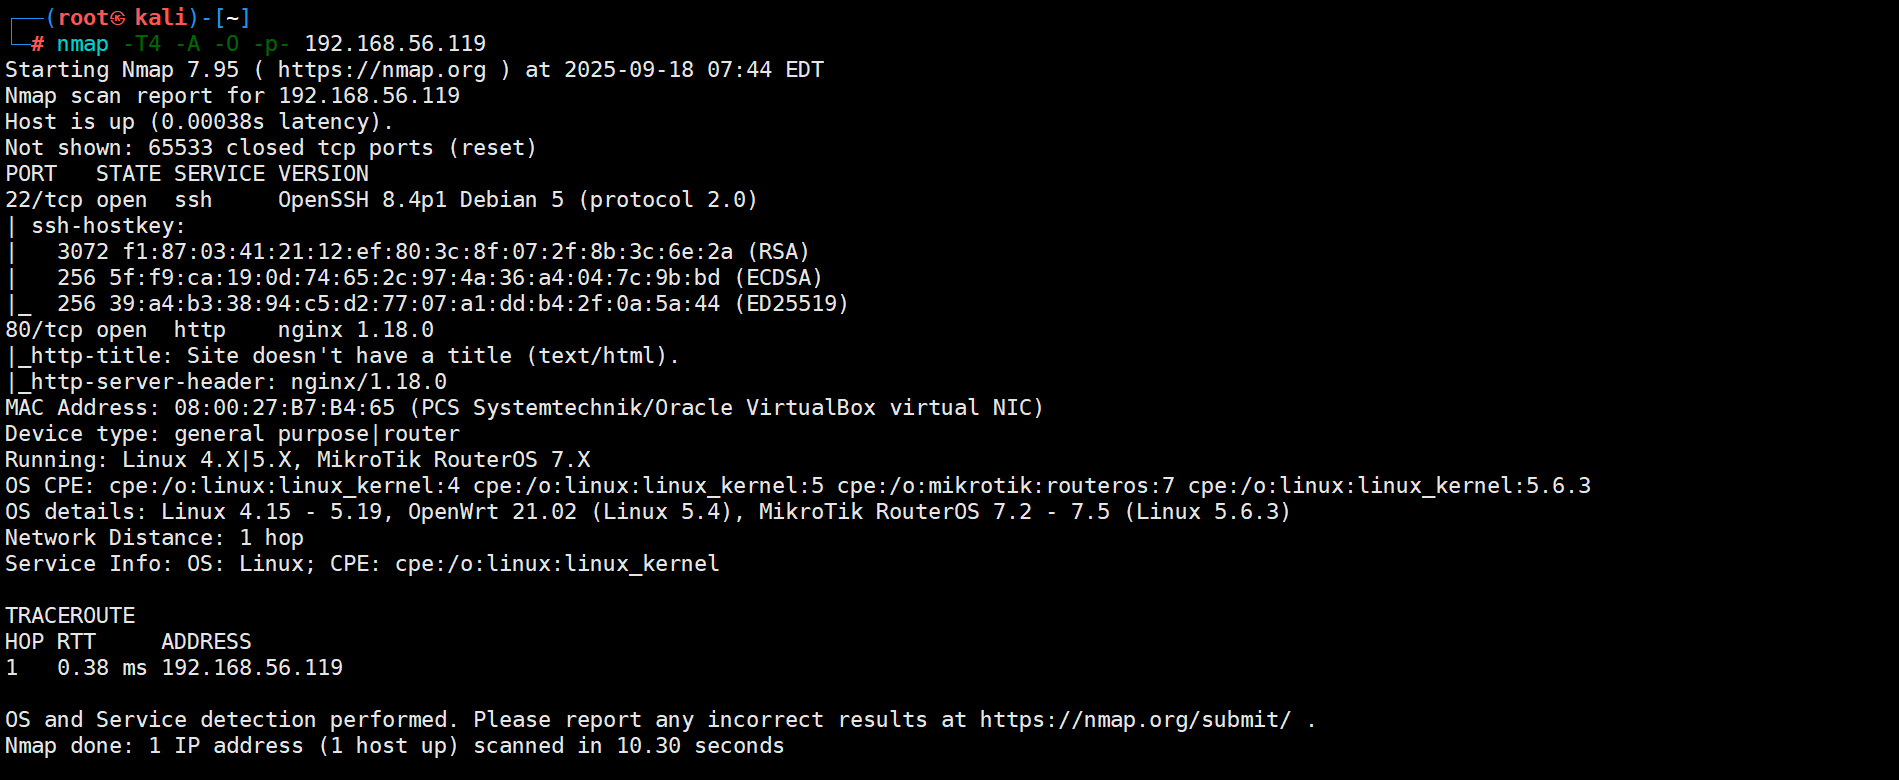 ┌──(root㉿ kali)-[~]
└─# nmap -T4 -A -O -p- 192.168.56.119
Starting Nmap 7.95 ( https://nmap.org ) at 2025-09-18 07:44 EDT
Nmap scan report for 192.168.56.119
Host is up (0.00038s latency).
Not shown: 65533 closed tcp ports (reset)
PORT   STATE SERVICE VERSION
22/tcp open  ssh     OpenSSH 8.4p1 Debian 5 (protocol 2.0)
| ssh-hostkey:
|   3072 f1:87:03:41:21:12:ef:80:3c:8f:07:2f:8b:3c:6e:2a (RSA)
|   256 5f:f9:ca:19:0d:74:65:2c:97:4a:36:a4:04:7c:9b:bd (ECDSA)
|_  256 39:a4:b3:38:94:c5:d2:77:07:a1:dd:b4:2f:0a:5a:44 (ED25519)
80/tcp open  http    nginx 1.18.0
|_http-title: Site doesn't have a title (text/html).
|_http-server-header: nginx/1.18.0
MAC Address: 08:00:27:B7:B4:65 (PCS Systemtechnik/Oracle VirtualBox virtual NIC)
Device type: general purpose|router
Running: Linux 4.X|5.X, MikroTik RouterOS 7.X
OS CPE: cpe:/o:linux:linux_kernel:4 cpe:/o:linux:linux_kernel:5 cpe:/o:mikrotik:routeros:7 cpe:/o:linux:linux_kernel:5.6.3
OS details: Linux 4.15 - 5.19, OpenWrt 21.02 (Linux 5.4), MikroTik RouterOS 7.2 - 7.5 (Linux 5.6.3)
Network Distance: 1 hop
Service Info: OS: Linux; CPE: cpe:/o:linux:linux_kernel

TRACEROUTE
HOP RTT     ADDRESS
1   0.38 ms 192.168.56.119

OS and Service detection performed. Please report any incorrect results at https://nmap.org/submit/ .
Nmap done: 1 IP address (1 host up) scanned in 10.30 seconds